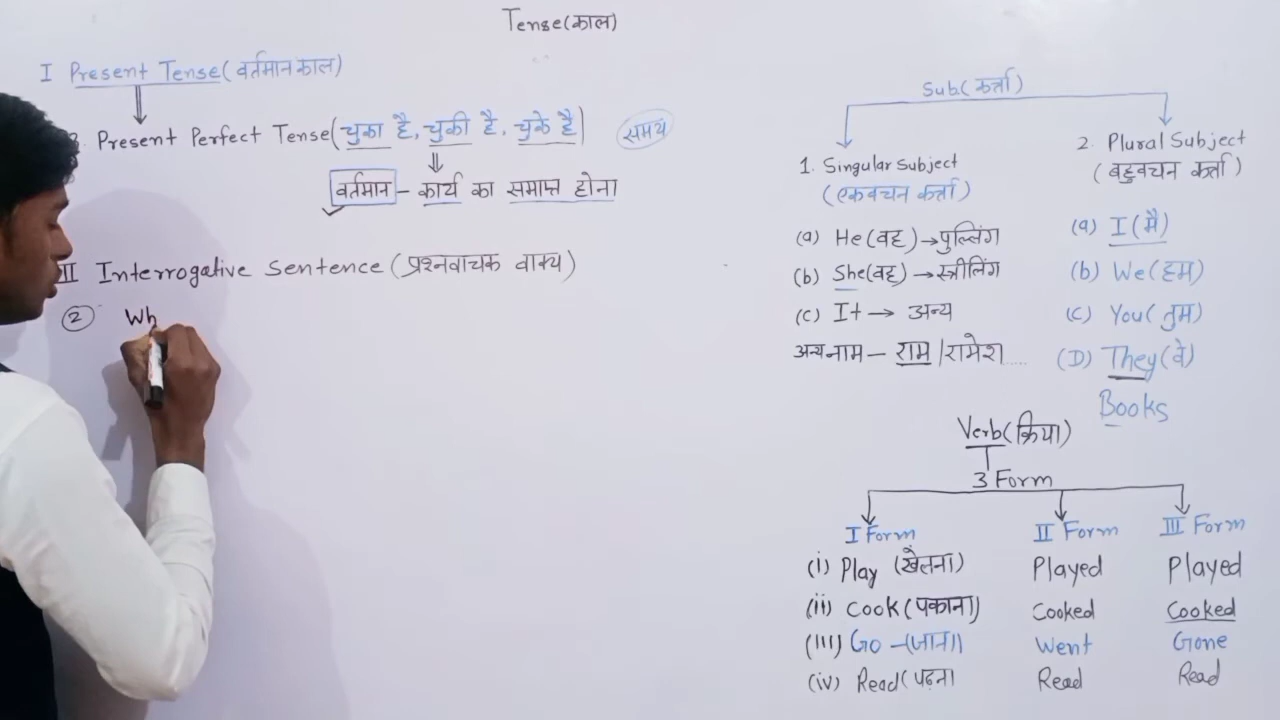 Tense(काल)
I Present Tense(वर्तमान काल)
3. Present Perfect Tense(चुका है, चुकी है, चुके है)
समय
वर्तमान - कार्य का समाप्त होना
III Interrogative Sentence (प्रश्नवाचक वाक्य)
② Wh
Sub.(कर्त्ता)
1. Singular Subject
(एकवचन कर्त्ता)
(a) He(वह) → पुल्लिंग
(b) She(वह) → स्त्रीलिंग
(c) It → अन्य
अन्य नाम - राम/रामेश.....
2. Plural Subject
(बहुवचन कर्त्ता)
(a) I(मै)
(b) We(हम)
(c) You(तुम)
(D) They(वे)
Books
Verb(क्रिया)
3 Form
I Form II Form III Form
(i) Play (खेलना) Played Played
(ii) Cook(पकाना) Cooked Cooked
(III) Go -(जाना) Went Gone
(iv) Read(पढ़ना Read Read